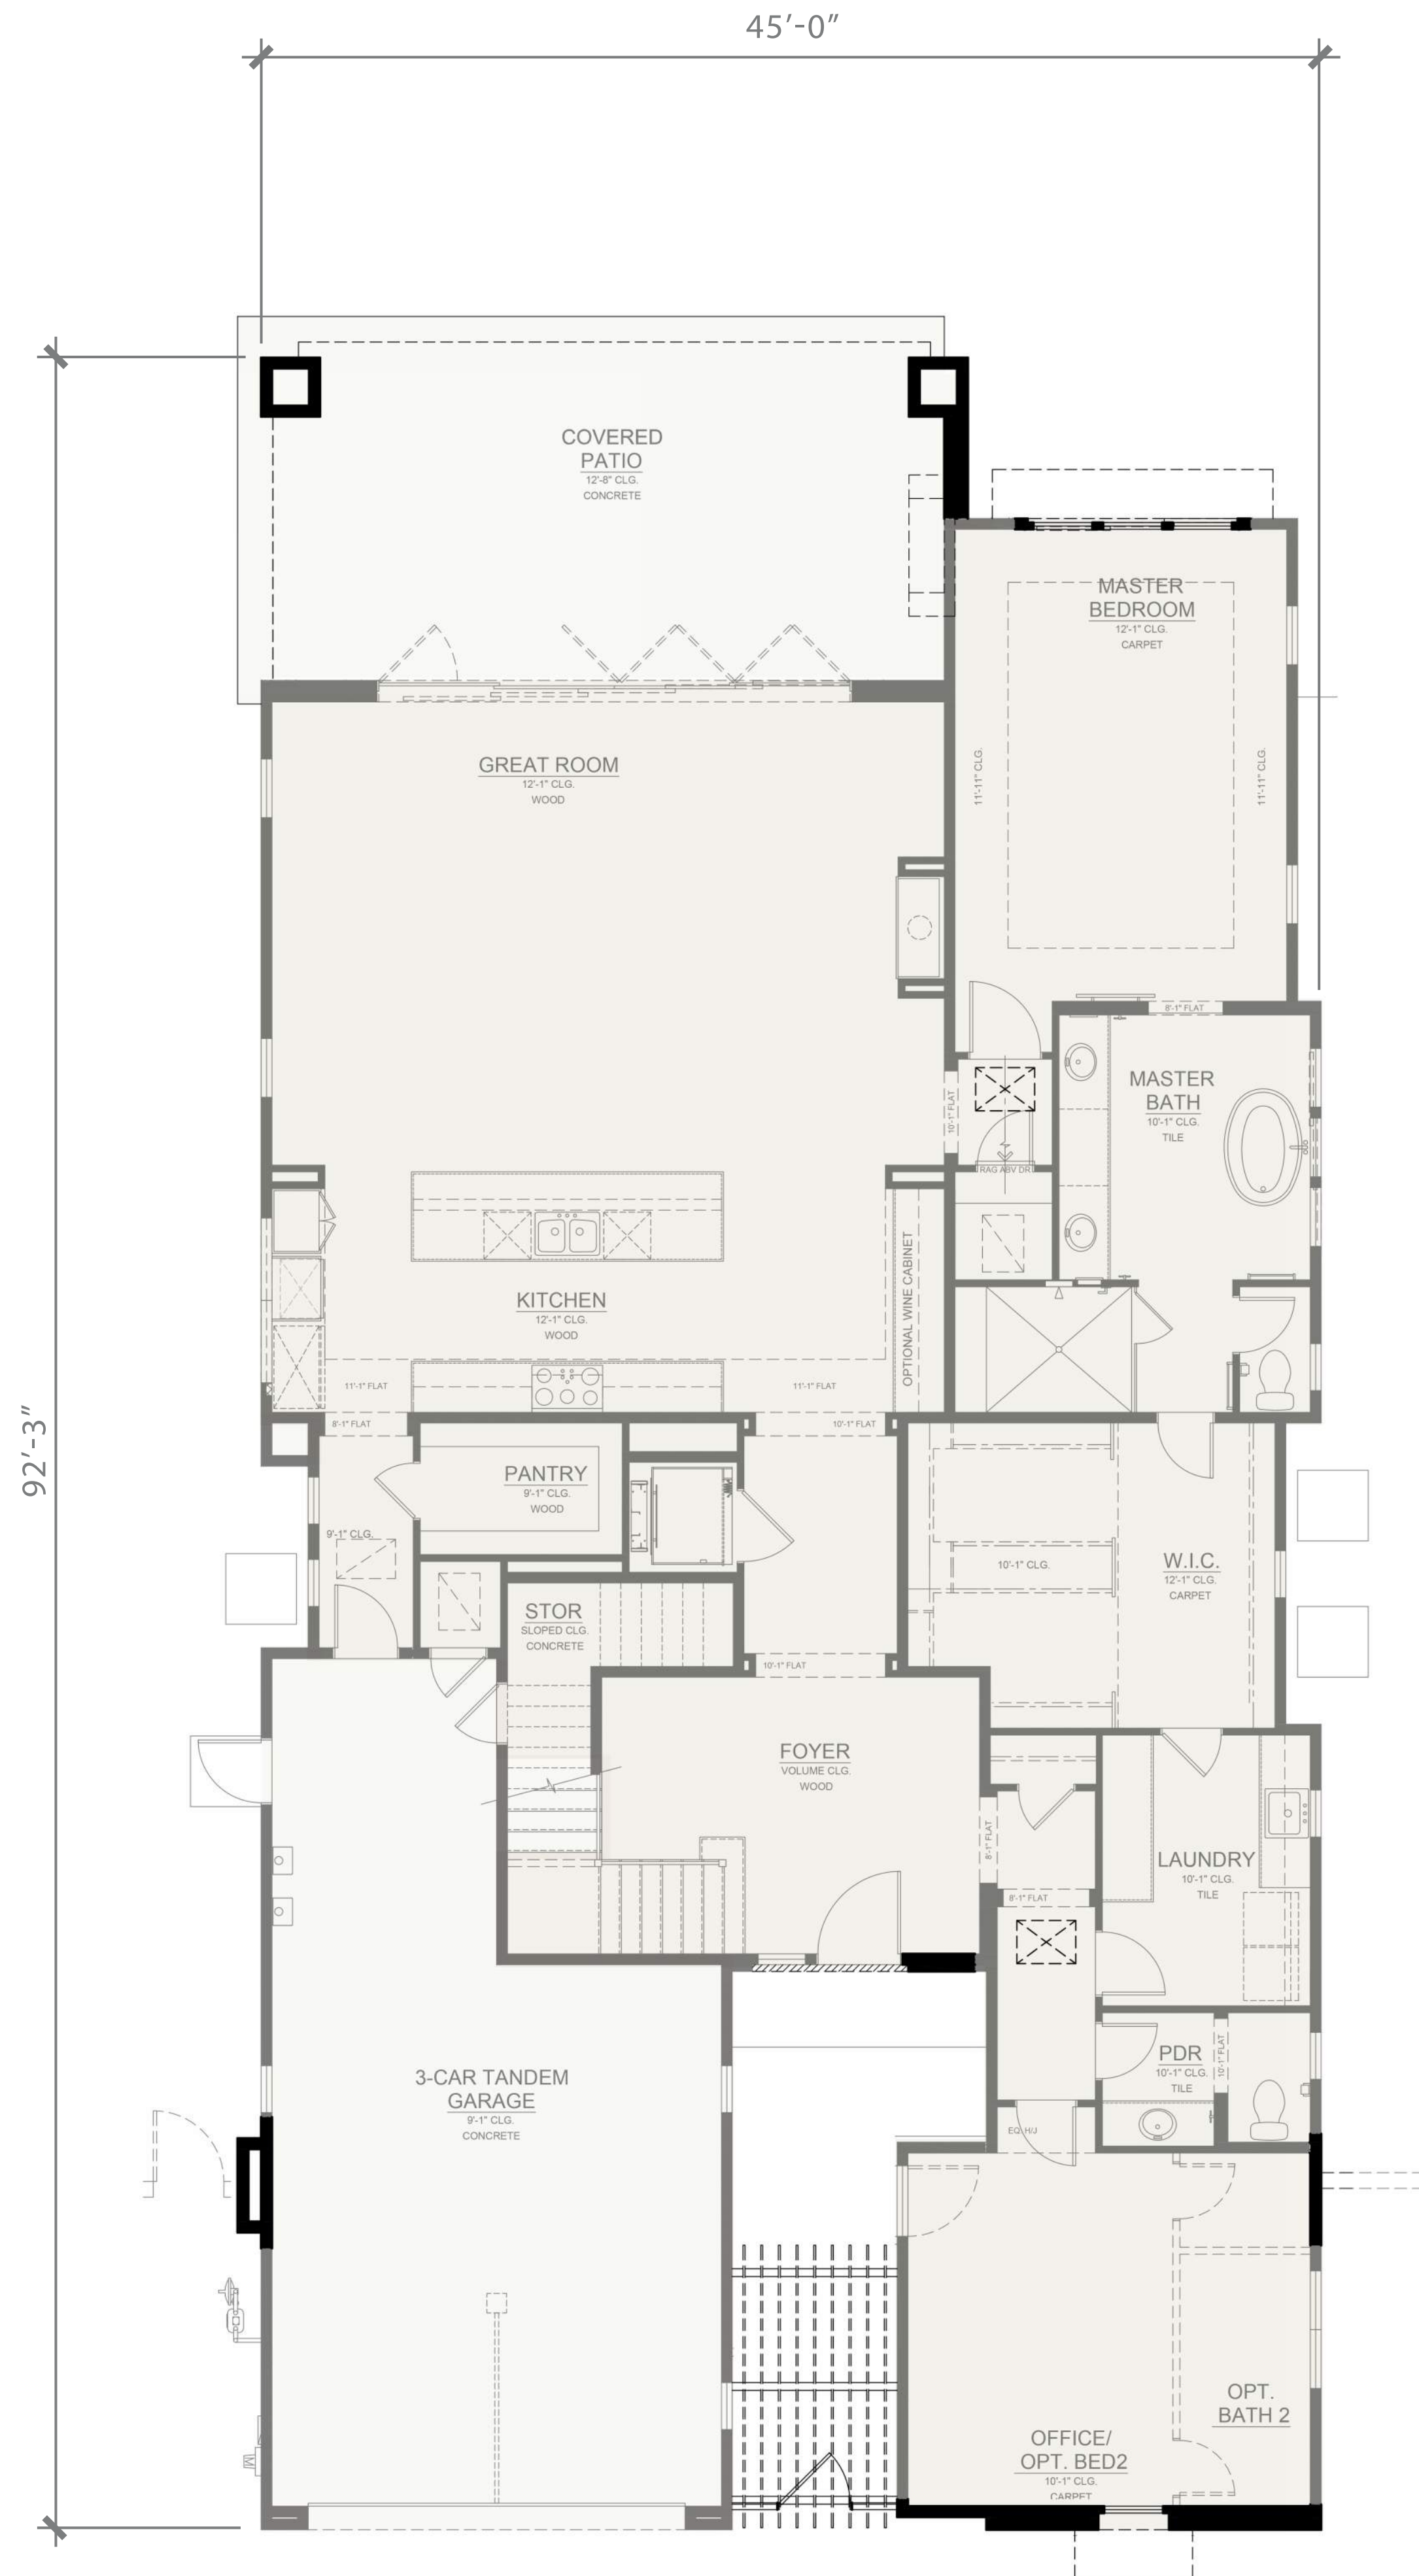 45’-0”
92’-3”
COVERED
PATIO
12'-8" CLG.
CONCRETE
MASTER
BEDROOM
12'-1" CLG.
CARPET
11'-11" CLG.
11'-11" CLG.
GREAT ROOM
12'-1" CLG.
WOOD
8'-1" FLAT
MASTER
BATH
10'-1" CLG.
TILE
10'-1" FLAT
RAG ABV DR
KITCHEN
12'-1" CLG.
WOOD
OPTIONAL WINE CABINET
11'-1" FLAT
11'-1" FLAT
8'-1" FLAT
10'-1" FLAT
PANTRY
9'-1" CLG.
WOOD
9'-1" CLG.
W.I.C.
12'-1" CLG.
CARPET
10'-1" CLG.
STOR
SLOPED CLG.
CONCRETE
10'-1" FLAT
FOYER
VOLUME CLG.
WOOD
8'-1" FLAT
LAUNDRY
10'-1" CLG.
TILE
8'-1" FLAT
3-CAR TANDEM
GARAGE
9'-1" CLG.
CONCRETE
PDR
10'-1" CLG.
TILE
10'-1" FLAT
EQ. H/J
M
OPT.
BATH 2
OFFICE/
OPT. BED2
10'-1" CLG.
CARPET